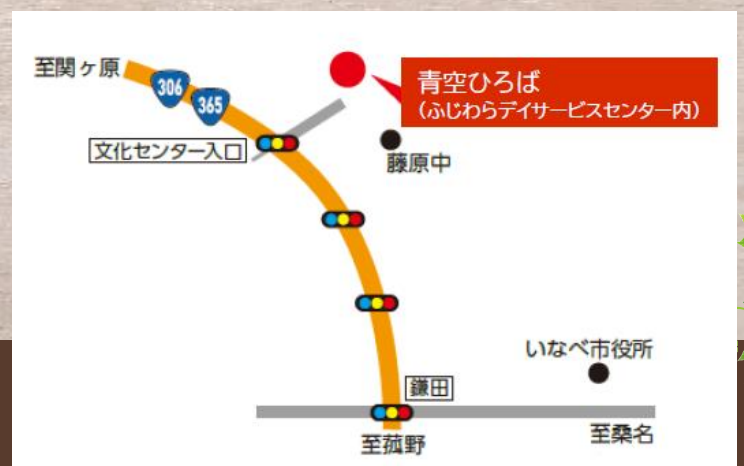 至関ヶ原
306
365
青空ひろば
(ふじわらデイサービスセンター内)
文化センター入口
藤原中
いなべ市役所
鎌田
至菰野
至桑名